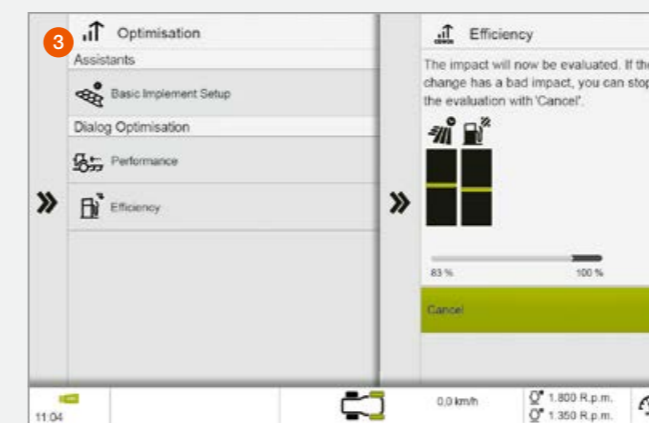 3
Optimisation
Assistants
Basic Implement Setup
Dialog Optimisation
Performance
Efficiency
Efficiency
The impact will now be evaluated. If the
change has a bad impact, you can stop
the evaluation with 'Cancel'.
83 %
100 %
Cancel
11:04
0,0 km/h
1.800 R.p.m.
1.350 R.p.m.